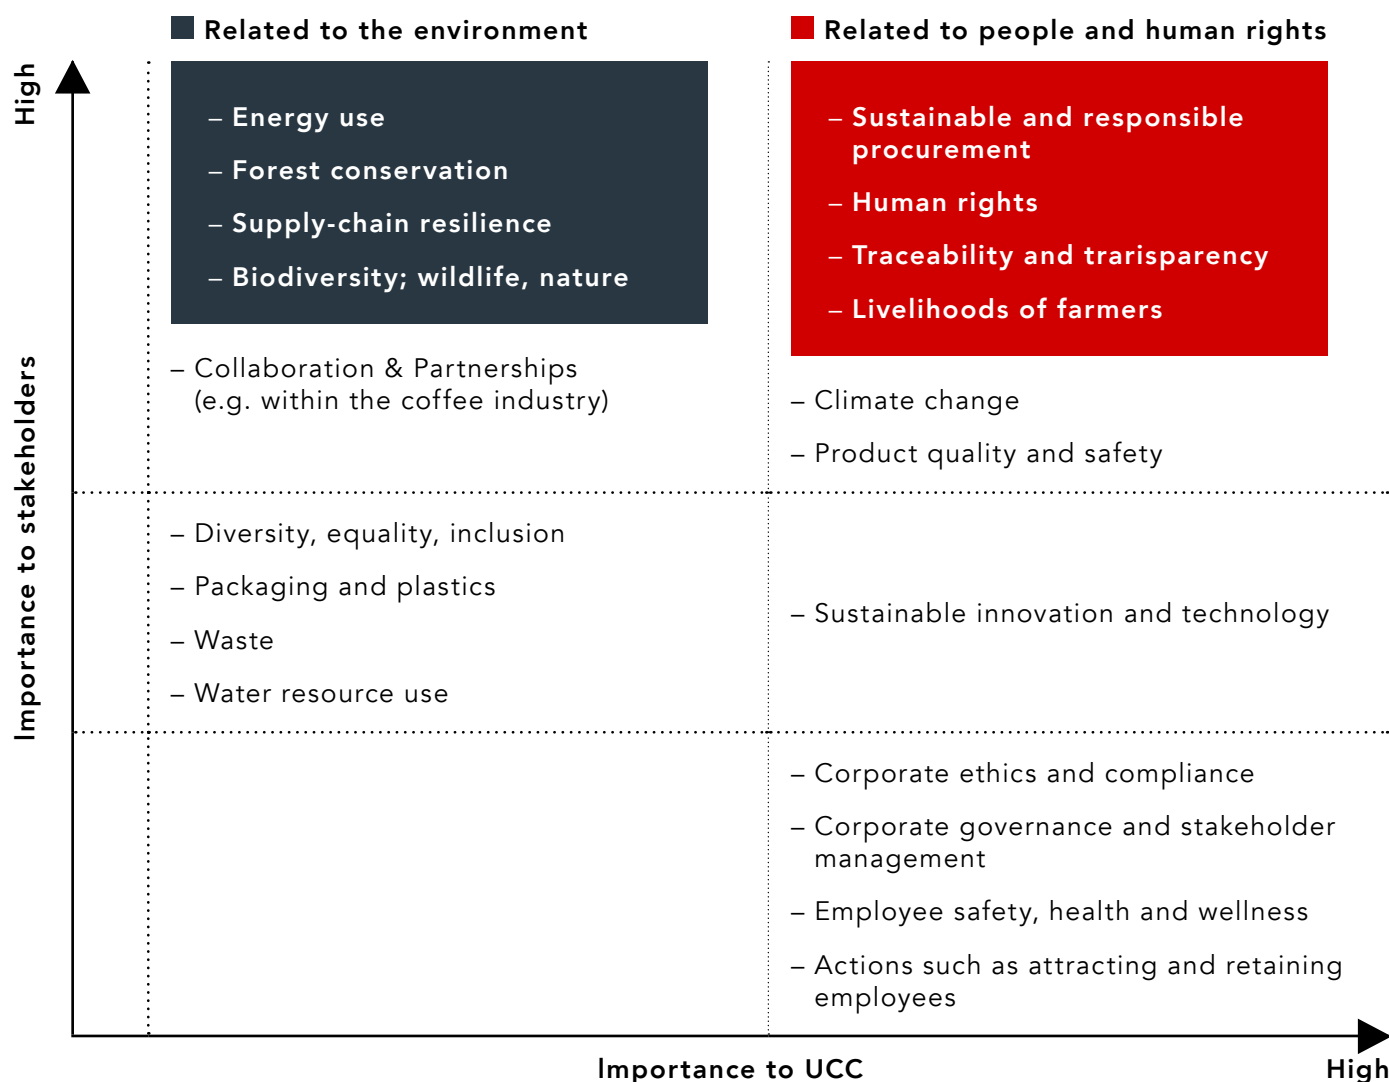 Related to the environment
Related to people and human rights
High
Importance to stakeholders
– Energy use
– Forest conservation
– Supply-chain resilience
– Biodiversity; wildlife, nature
– Sustainable and responsible
procurement
– Human rights
– Traceability and trarisparency
– Livelihoods of farmers
– Collaboration & Partnerships
(e.g. within the coffee industry)
– Climate change
– Product quality and safety
– Diversity, equality, inclusion
– Packaging and plastics
– Waste
– Water resource use
– Sustainable innovation and technology
– Corporate ethics and compliance
– Corporate governance and stakeholder
management
– Employee safety, health and wellness
– Actions such as attracting and retaining
employees
Importance to UCC
High